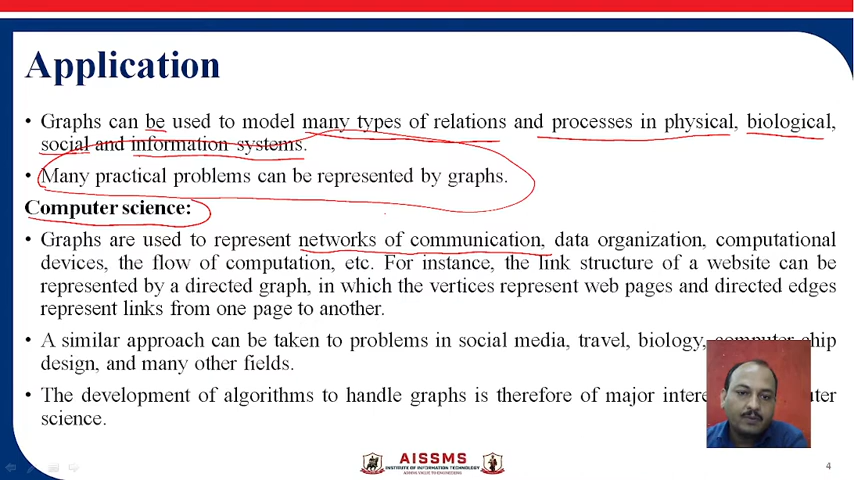 Application
• Graphs can be used to model many types of relations and processes in physical, biological,
social and information systems.
• Many practical problems can be represented by graphs.
Computer science:
• Graphs are used to represent networks of communication, data organization, computational
devices, the flow of computation, etc. For instance, the link structure of a website can be
represented by a directed graph, in which the vertices represent web pages and directed edges
represent links from one page to another.
• A similar approach can be taken to problems in social media, travel, biology, computer chip
design, and many other fields.
• The development of algorithms to handle graphs is therefore of major
science.
AISSMS
INSTITUTE OF INFORMATION TECHNOLOGY
4